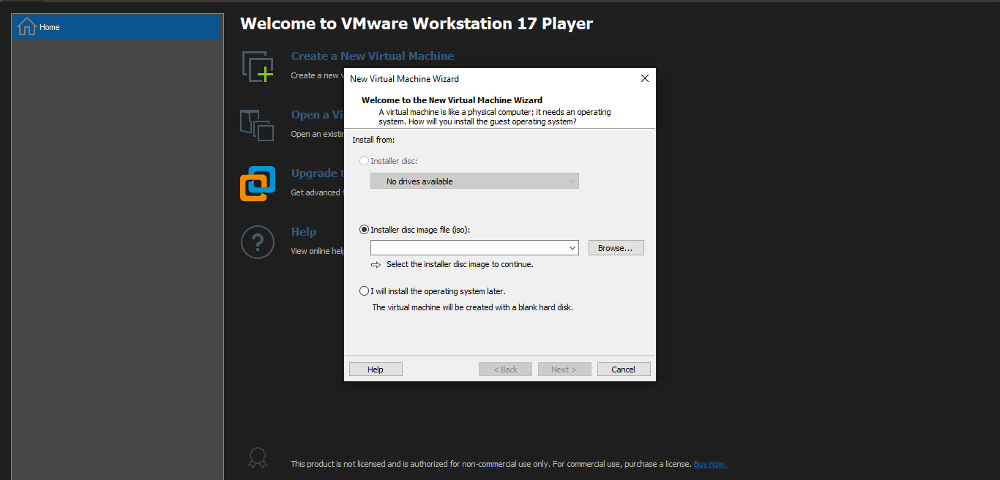 Home
Welcome to VMware Workstation 17 Player
Create a New Virtual Machine
Create a new v
Open a Vi
Open an existin
Upgrade t
Get advanced f
Help
View online help
New Virtual Machine Wizard
Welcome to the New Virtual Machine Wizard
A virtual machine is like a physical computer; it needs an operating
system. How will you install the guest operating system?
Install from:
Installer disc:
No drives available
Installer disc image file (iso):
Browse...
Select the installer disc image to continue.
I will install the operating system later.
The virtual machine will be created with a blank hard disk.
Help
< Back
Next >
Cancel
This product is not licensed and is authorized for non-commercial use only. For commercial use, purchase a license. Buy now.